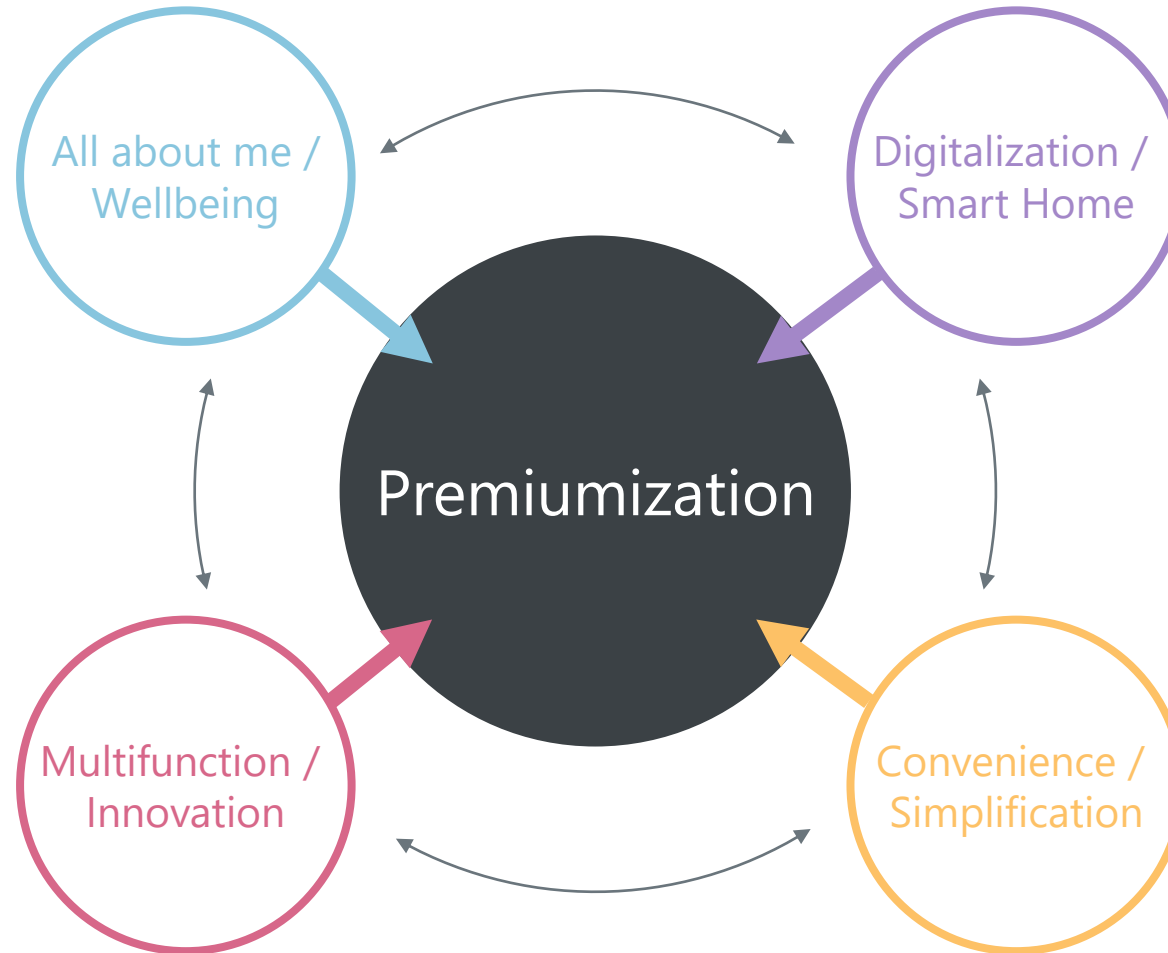 All about me /
Wellbeing
Digitalization /
Smart Home
Premiumization
Multifunction /
Innovation
Convenience /
Simplification